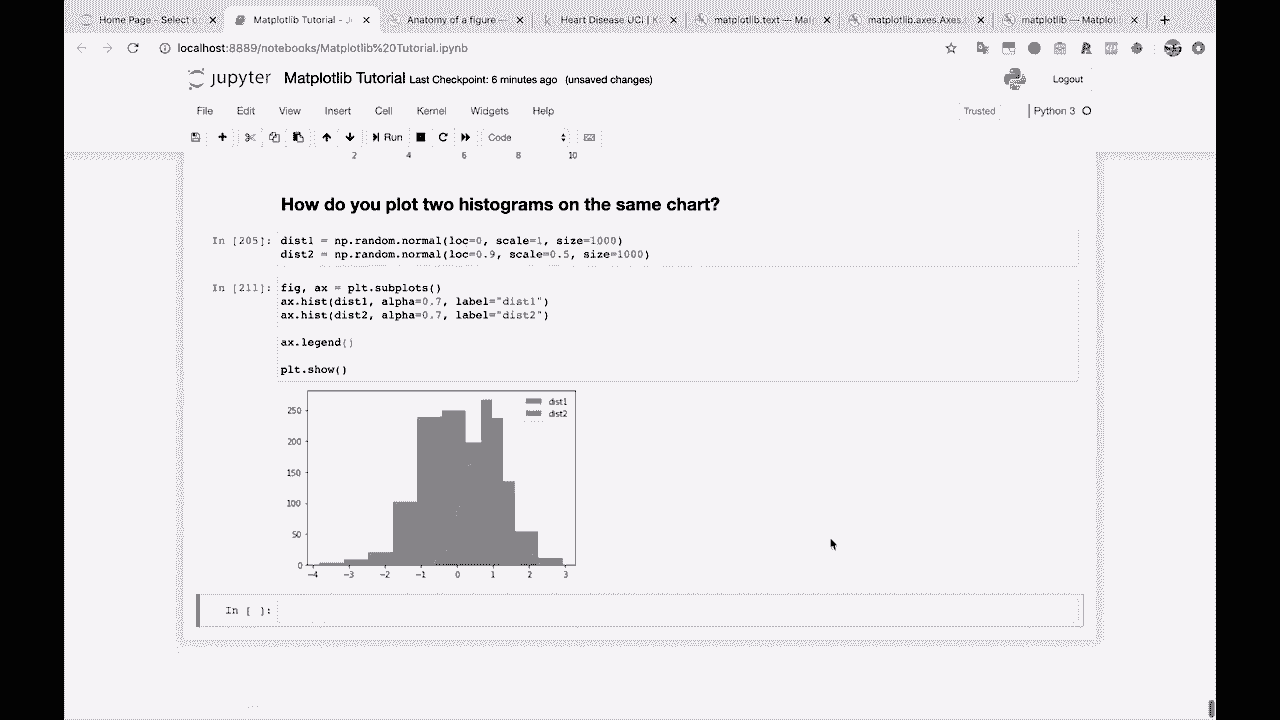 Home Page - Select o
Matplotlib Tutorial - J
Anatomy of a figure —
Heart Disease UCI | K
matplotlib.text — Mat
matplotlib.axes.Axes.
matplotlib — Matplot
localhost:8889/notebooks/Matplotlib%20Tutorial.ipynb
jupyter Matplotlib Tutorial Last Checkpoint: 6 minutes ago (unsaved changes)
Logout
File Edit View Insert Cell Kernel Widgets Help
Trusted
Python 3
Run
Code
2 4 6 8 10
How do you plot two histograms on the same chart?
In [205]: dist1 = np.random.normal(loc=0, scale=1, size=1000)
dist2 = np.random.normal(loc=0.9, scale=0.5, size=1000)
In [211]: fig, ax = plt.subplots()
ax.hist(dist1, alpha=0.7, label="dist1")
ax.hist(dist2, alpha=0.7, label="dist2")
ax.legend()
plt.show()
dist1
dist2
250
200
150
100
50
0
−4 −3 −2 −1 0 1 2 3
In [ ]: